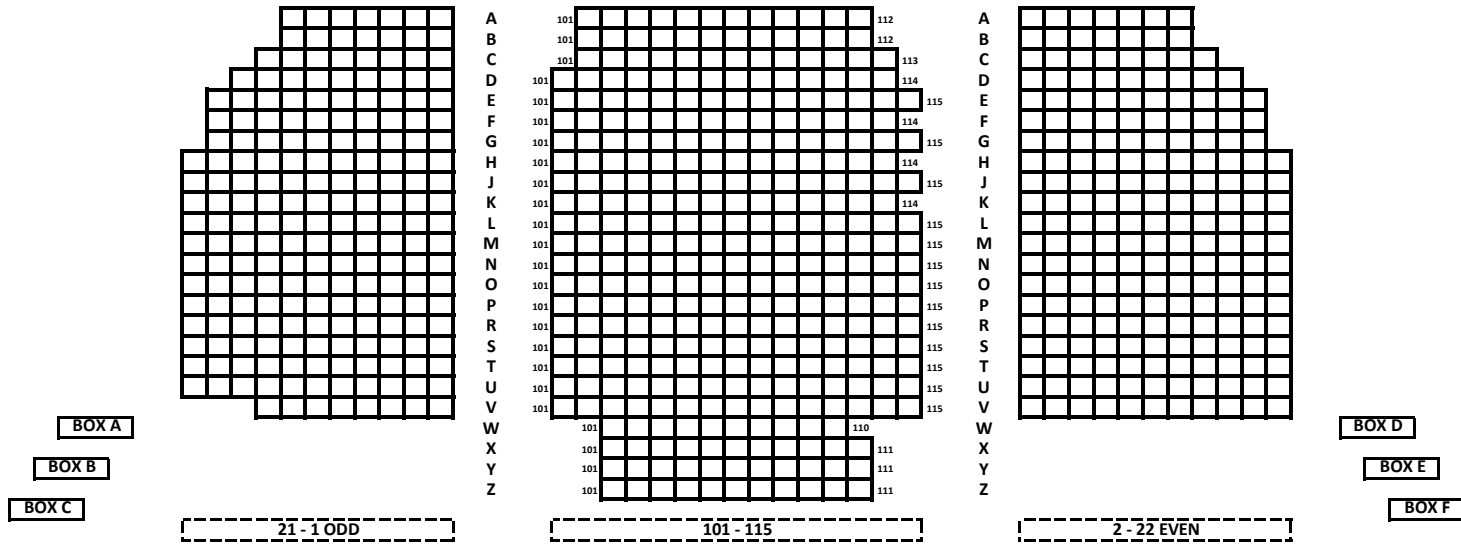 A 101 112 A
B 101 112 B
C 101 113 C
D 101 114 D
E 101 115 E
F 101 114 F
G 101 115 G
H 101 114 H
J 101 115 J
K 101 114 K
L 101 115 L
M 101 115 M
N 101 115 N
O 101 115 O
P 101 115 P
R 101 115 R
S 101 115 S
T 101 115 T
U 101 115 U
V 101 115 V
BOX A W 101 110 W BOX D
X 101 111 X
BOX B Y 101 111 Y BOX E
Z 101 111 Z
BOX C BOX F
21 - 1 ODD 101 - 115 2 - 22 EVEN